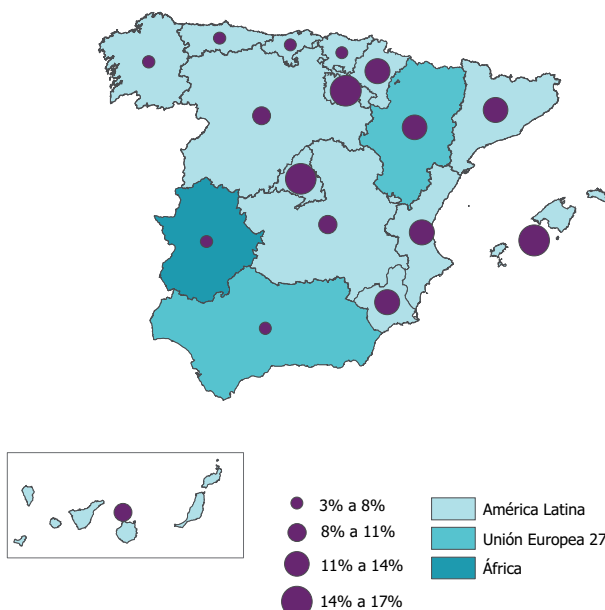 3% a 8%
8% a 11%
11% a 14%
14% a 17%
América Latina
Unión Europea 27
África